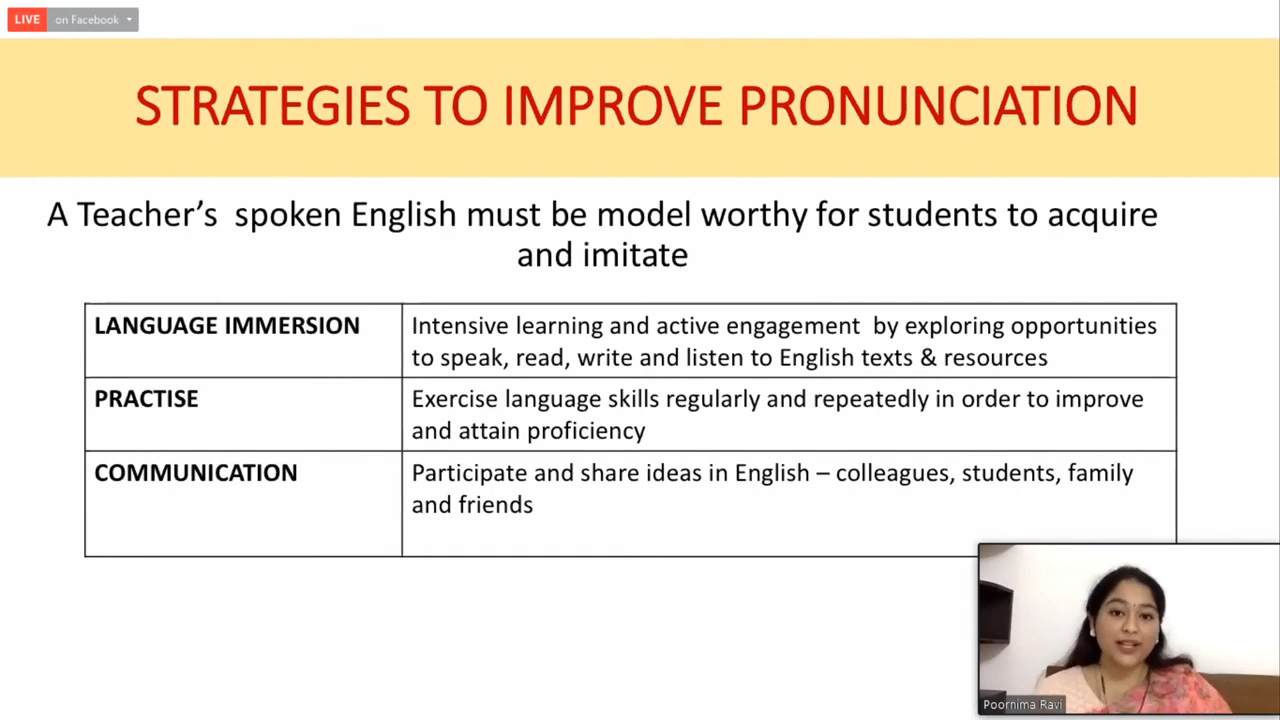 LIVE on Facebook
STRATEGIES TO IMPROVE PRONUNCIATION
A Teacher’s spoken English must be model worthy for students to acquire
and imitate
LANGUAGE IMMERSION
Intensive learning and active engagement by exploring opportunities
to speak, read, write and listen to English texts & resources
PRACTISE
Exercise language skills regularly and repeatedly in order to improve
and attain proficiency
COMMUNICATION
Participate and share ideas in English – colleagues, students, family
and friends
Poornima Ravi